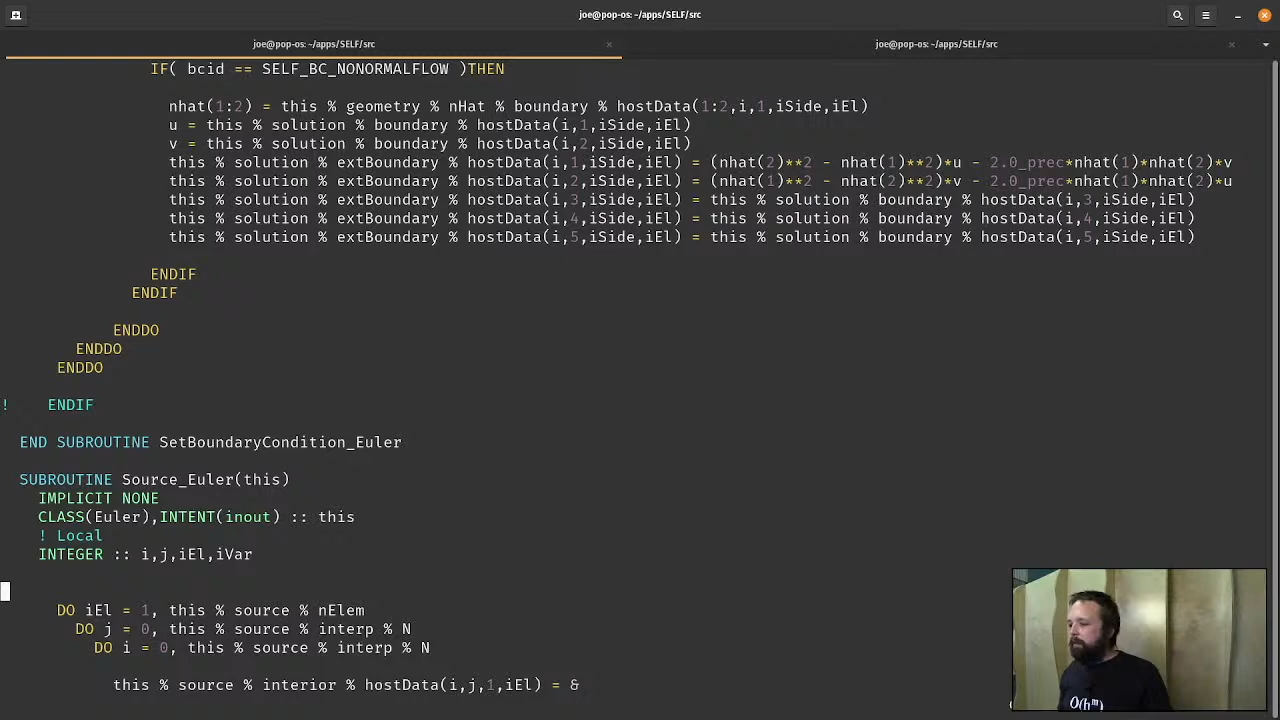 joe@pop-os: ~/apps/SELF/src
joe@pop-os: ~/apps/SELF/src
joe@pop-os: ~/apps/SELF/src
IF( bcid == SELF_BC_NONORMALFLOW )THEN
nhat(1:2) = this % geometry % nHat % boundary % hostData(1:2,i,1,iSide,iEl)
u = this % solution % boundary % hostData(i,1,iSide,iEl)
v = this % solution % boundary % hostData(i,2,iSide,iEl)
this % solution % extBoundary % hostData(i,1,iSide,iEl) = (nhat(2)**2 - nhat(1)**2)*u - 2.0_prec*nhat(1)*nhat(2)*v
this % solution % extBoundary % hostData(i,2,iSide,iEl) = (nhat(1)**2 - nhat(2)**2)*v - 2.0_prec*nhat(1)*nhat(2)*u
this % solution % extBoundary % hostData(i,3,iSide,iEl) = this % solution % boundary % hostData(i,3,iSide,iEl)
this % solution % extBoundary % hostData(i,4,iSide,iEl) = this % solution % boundary % hostData(i,4,iSide,iEl)
this % solution % extBoundary % hostData(i,5,iSide,iEl) = this % solution % boundary % hostData(i,5,iSide,iEl)
ENDIF
ENDIF
ENDDO
ENDDO
ENDDO
! ENDIF
END SUBROUTINE SetBoundaryCondition_Euler
SUBROUTINE Source_Euler(this)
IMPLICIT NONE
CLASS(Euler),INTENT(inout) :: this
! Local
INTEGER :: i,j,iEl,iVar
DO iEl = 1, this % source % nElem
DO j = 0, this % source % interp % N
DO i = 0, this % source % interp % N
this % source % interior % hostData(i,j,1,iEl) = &
O(hᵐ)